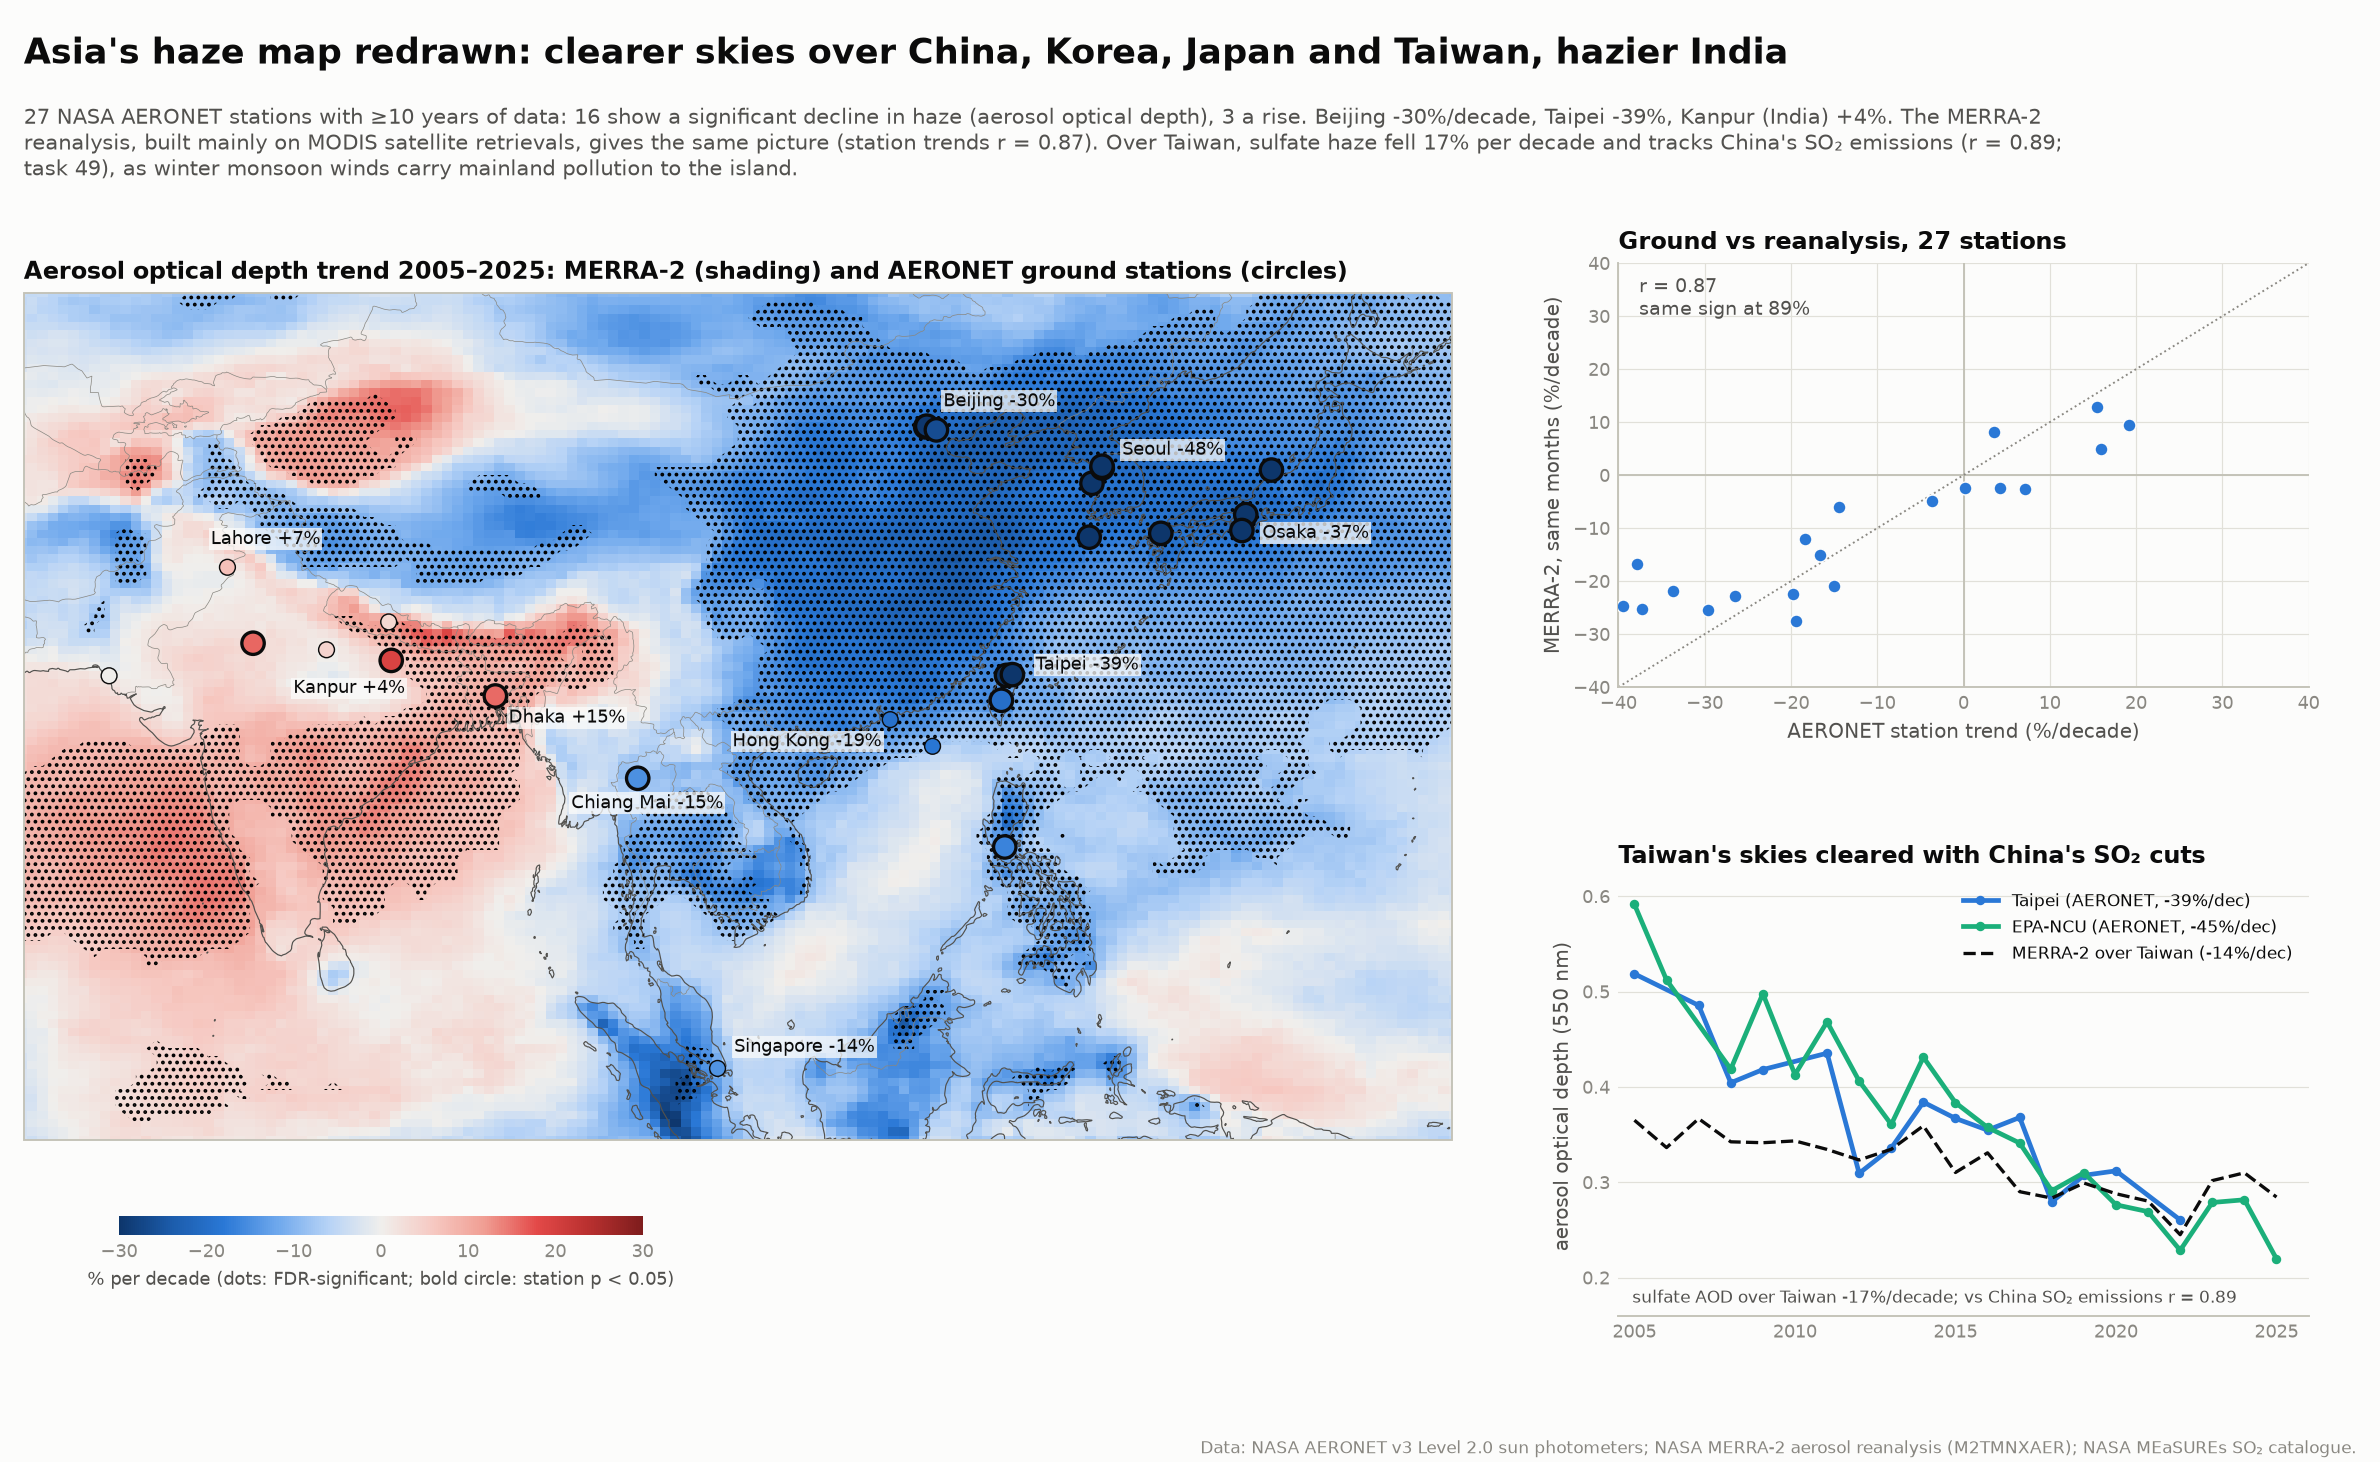 Asia's haze map redrawn: clearer skies over China, Korea, Japan and Taiwan, hazier India
27 NASA AERONET stations with ≥10 years of data: 16 show a significant decline in haze (aerosol optical depth), 3 a rise. Beijing -30%/decade, Taipei -39%, Kanpur (India) +4%. The MERRA-2
reanalysis, built mainly on MODIS satellite retrievals, gives the same picture (station trends r = 0.87). Over Taiwan, sulfate haze fell 17% per decade and tracks China's SO₂ emissions (r = 0.89;
task 49), as winter monsoon winds carry mainland pollution to the island.
Aerosol optical depth trend 2005–2025: MERRA-2 (shading) and AERONET ground stations (circles)
Beijing -30%
Seoul -48%
Osaka -37%
Lahore +7%
Taipei -39%
Kanpur +4%
Dhaka +15%
Hong Kong -19%
Chiang Mai -15%
Singapore -14%
−30 −20 −10 0 10 20 30
% per decade (dots: FDR-significant; bold circle: station p < 0.05)
Ground vs reanalysis, 27 stations
r = 0.87
same sign at 89%
MERRA-2, same months (%/decade)
40
30
20
10
0
−10
−20
−30
−40
−40 −30 −20 −10 0 10 20 30 40
AERONET station trend (%/decade)
Taiwan's skies cleared with China's SO₂ cuts
Taipei (AERONET, -39%/dec)
EPA-NCU (AERONET, -45%/dec)
MERRA-2 over Taiwan (-14%/dec)
aerosol optical depth (550 nm)
0.6
0.5
0.4
0.3
0.2
sulfate AOD over Taiwan -17%/decade; vs China SO₂ emissions r = 0.89
2005 2010 2015 2020 2025
Data: NASA AERONET v3 Level 2.0 sun photometers; NASA MERRA-2 aerosol reanalysis (M2TMNXAER); NASA MEaSUREs SO₂ catalogue.